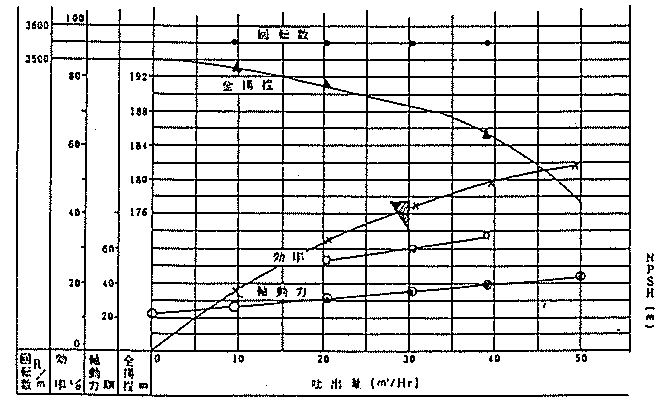 3600
100
回転数
3500
80
192
全揚程
188
60
184
180
40
176
60
効率
40
軸動力
20
20
0
0
10
20
30
40
50
NPSH (m)
回転数 R/m
効率 %
軸動力 KW
全揚程 m
吐出量 (m³/Hr)